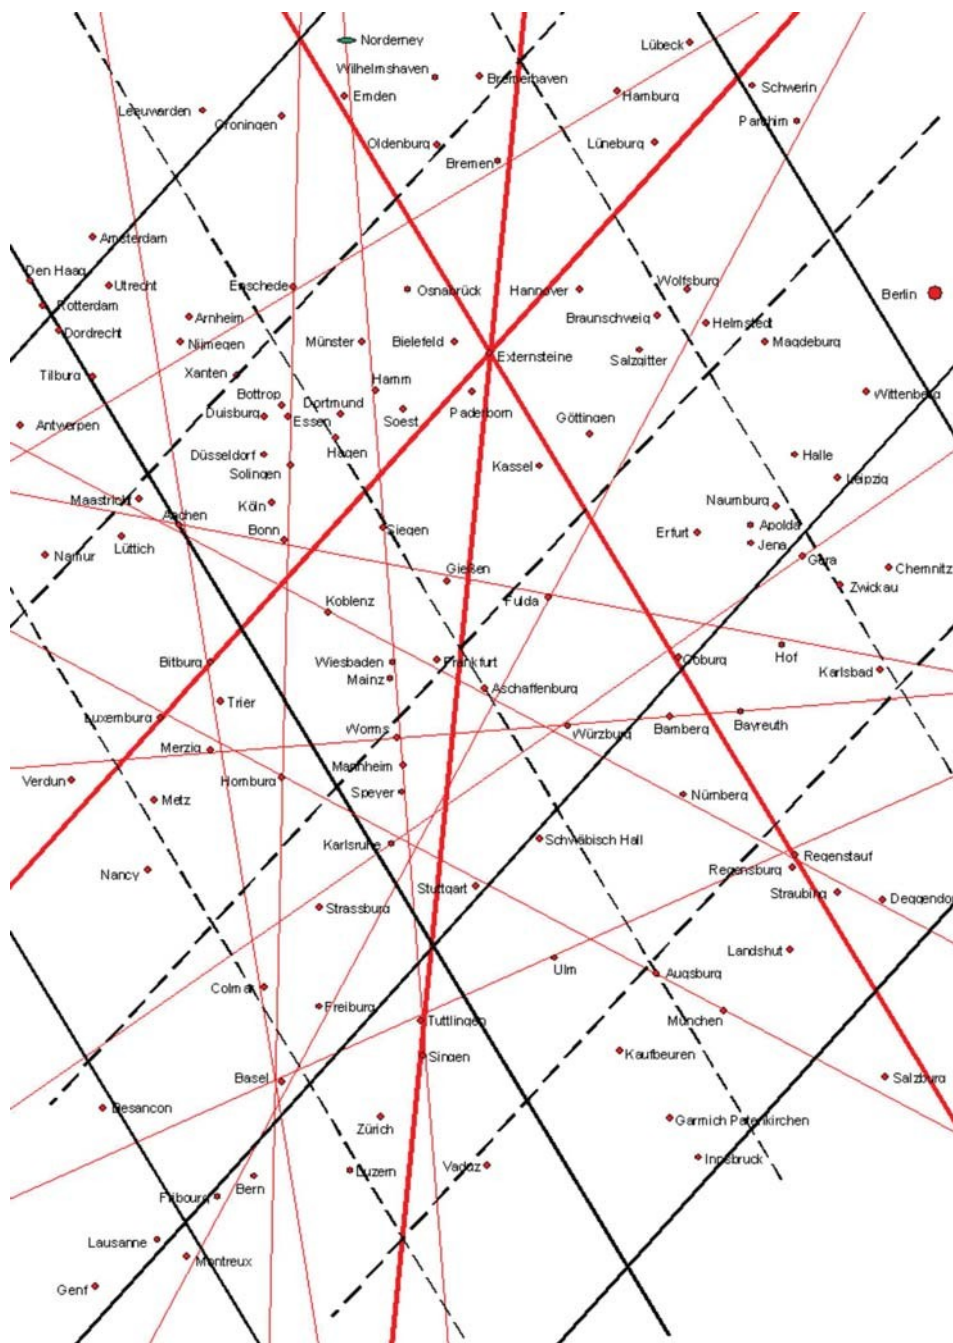 Norderney
Lübeck
Wilhelmshaven
Bremerhaven
Schwerin
Emden
Hamburg
Leeuwarden
Groningen
Parchim
Oldenburg
Lüneburg
Bremen
Amsterdam
Den Haag
Utrecht
Enschede
Osnabrück
Hannover
Wolfsburg
Berlin
Rotterdam
Arnheim
Braunschweig
Helmstedt
Dordrecht
Nijmegen
Münster
Bielefeld
Externsteine
Salzgitter
Magdeburg
Tilburg
Xanten
Hamm
Bottrop
Dortmund
Paderborn
Wittenberg
Duisburg
Essen
Soest
Göttingen
Antwerpen
Hagen
Düsseldorf
Solingen
Kassel
Halle
Leipzig
Maastricht
Köln
Naumburg
Aachen
Bonn
Siegen
Erfurt
Apolda
Jena
Namur
Lüttich
Gera
Chemnitz
Gießen
Zwickau
Koblenz
Fulda
Bitburg
Wiesbaden
Frankfurt
Coburg
Hof
Karlsbad
Mainz
Aschaffenburg
Trier
Luxemburg
Worms
Würzburg
Bamberg
Bayreuth
Merzig
Mannheim
Verdun
Homburg
Metz
Speyer
Nürnberg
Karlsruhe
Schwäbisch Hall
Regenstauf
Nancy
Regensburg
Stuttgart
Straubing
Deggendo
Strassburg
Landshut
Ulm
Augsburg
Colmar
Freiburg
Tuttlingen
München
Singen
Kaufbeuren
Basel
Salzburg
Besancon
Zürich
Garmich Patenkirchen
Vaduz
Innsbruck
Luzern
Bern
Fribourg
Lausanne
Montreux
Genf